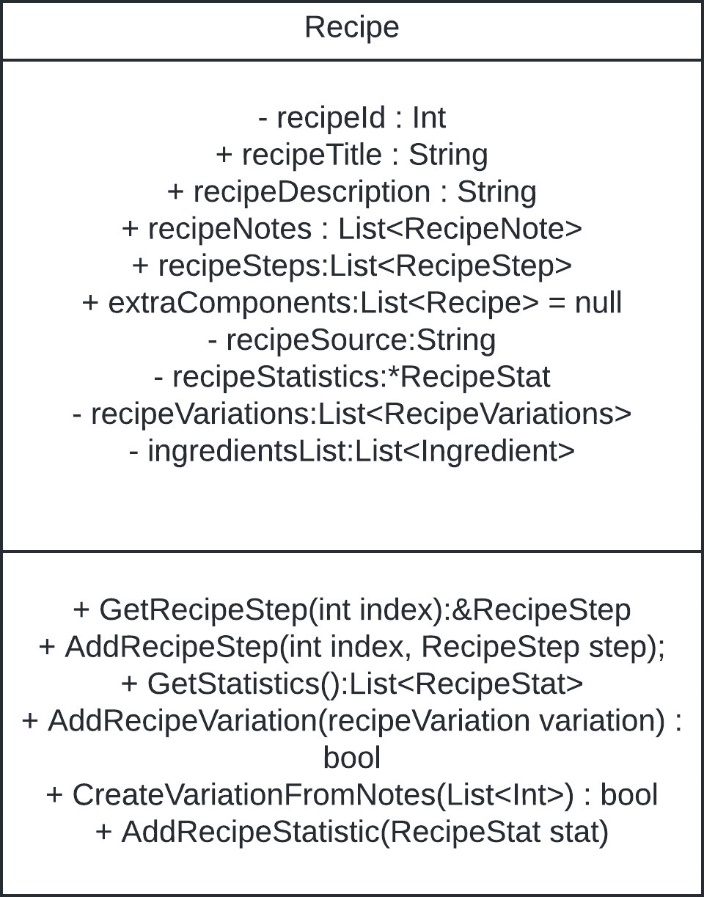 Recipe
- recipeId : Int
+ recipeTitle : String
+ recipeDescription : String
+ recipeNotes : List<RecipeNote>
+ recipeSteps:List<RecipeStep>
+ extraComponents:List<Recipe> = null
- recipeSource:String
- recipeStatistics:*RecipeStat
- recipeVariations:List<RecipeVariations>
- ingredientsList:List<Ingredient>
+ GetRecipeStep(int index):&RecipeStep
+ AddRecipeStep(int index, RecipeStep step);
+ GetStatistics():List<RecipeStat>
+ AddRecipeVariation(recipeVariation variation) :
bool
+ CreateVariationFromNotes(List<Int>) : bool
+ AddRecipeStatistic(RecipeStat stat)